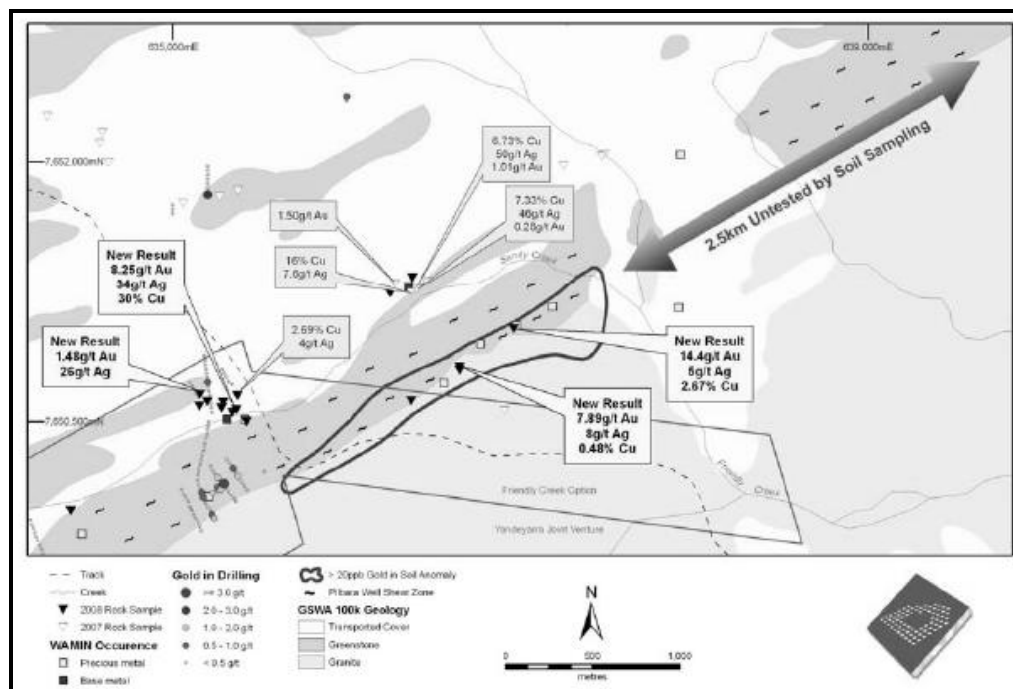 635,000mE
639,000mE
7,652,000mN
2.5km Untested by Soil Sampling
6.73% Cu
50g/t Ag
1.01g/t Au
7.33% Cu
46g/t Ag
0.28g/t Au
1.50g/t Au
16% Cu
7.6g/t Ag
Sandy Creek
New Result
8.25g/t Au
34g/t Ag
30% Cu
2.69% Cu
4g/t Ag
New Result
1.48g/t Au
26g/t Ag
New Result
14.4g/t Au
5g/t Ag
2.67% Cu
New Result
7.89g/t Au
8g/t Ag
0.48% Cu
7,650,500mN
Friendly Creek
Friendly Creek Option
Yandeyarra Joint Venture
Track
Creek
2008 Rock Sample
2007 Rock Sample
WAMIN Occurence
Precious metal
Base metal
Gold in Drilling
>= 3.0 g/t
2.0 - 3.0 g/t
1.0 - 2.0 g/t
0.5 - 1.0 g/t
< 0.5 g/t
> 20ppb Gold in Soil Anomaly
Pilbara Well Shear Zone
GSWA 100k Geology
Transported Cover
Greenstone
Granite
N
0 500 1,000
metres